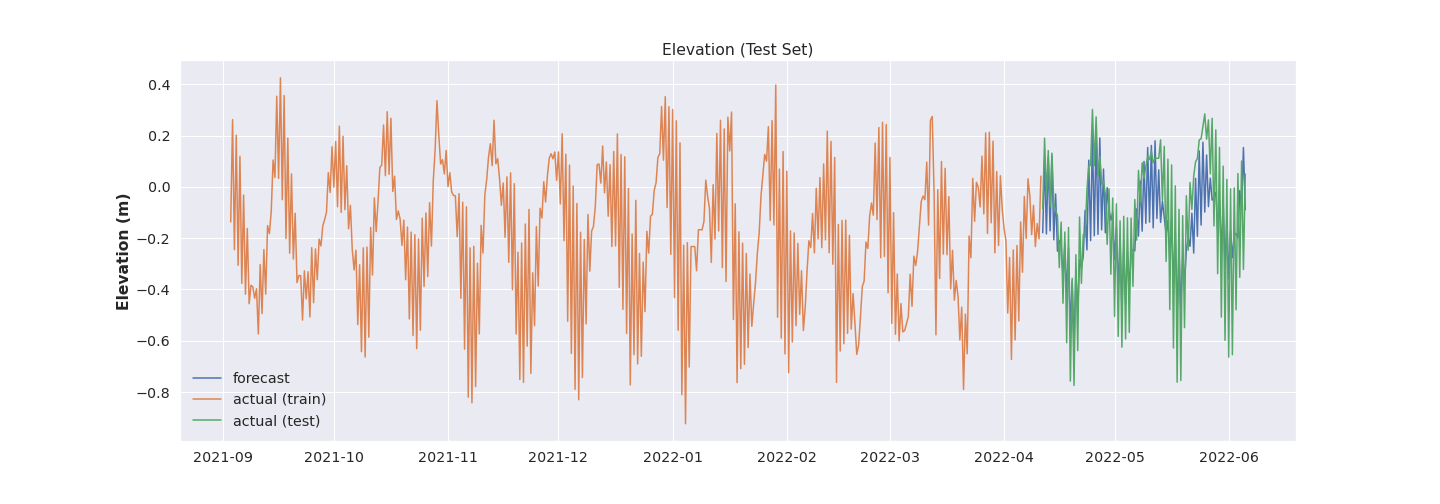 Elevation (Test Set)
Elevation (m)
0.4
0.2
0.0
−0.2
−0.4
−0.6
−0.8
forecast
actual (train)
actual (test)
2021-09 2021-10 2021-11 2021-12 2022-01 2022-02 2022-03 2022-04 2022-05 2022-06